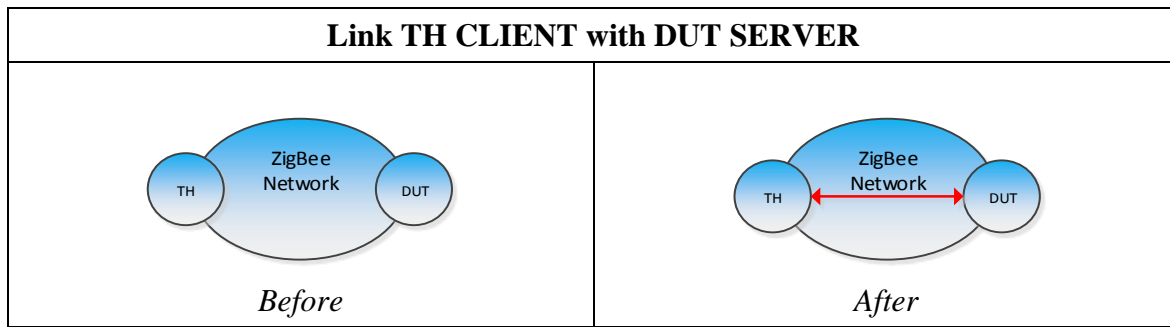 Link TH CLIENT with DUT SERVER
ZigBee
Network
TH
DUT
Before
ZigBee
Network
TH
DUT
After